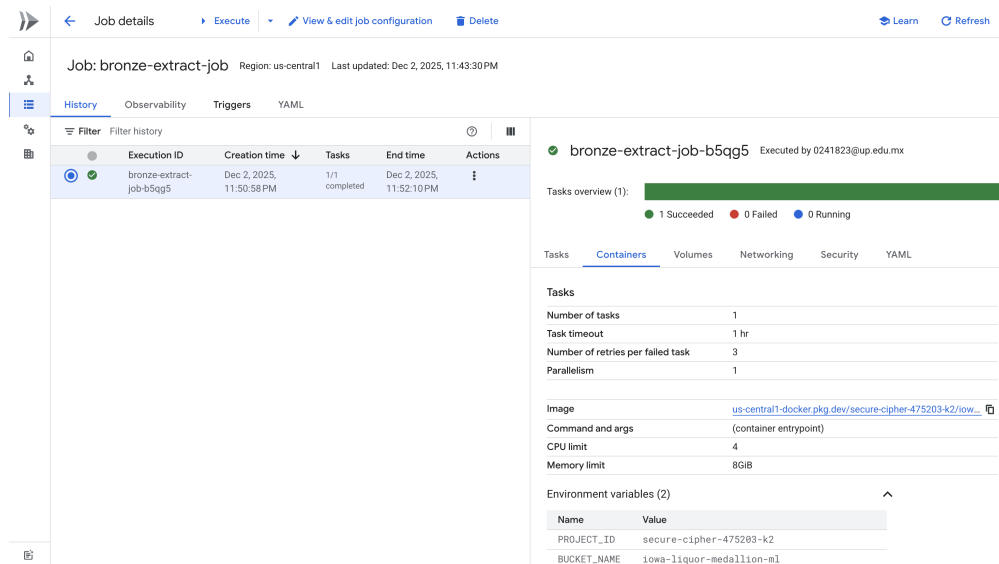 Job details
Execute
View & edit job configuration
Delete
Learn
Refresh
Job: bronze-extract-job Region: us-central1 Last updated: Dec 2, 2025, 11:43:30 PM
History Observability Triggers YAML
Filter Filter history
Execution ID Creation time Tasks End time Actions
bronze-extract-
job-b5qg5
Dec 2, 2025,
11:50:58 PM
1/1
completed
Dec 2, 2025,
11:52:10 PM
bronze-extract-job-b5qg5 Executed by 0241823@up.edu.mx
Tasks overview (1):
1 Succeeded 0 Failed 0 Running
Tasks Containers Volumes Networking Security YAML
Tasks
Number of tasks 1
Task timeout 1 hr
Number of retries per failed task 3
Parallelism 1
Image us-central1-docker.pkg.dev/secure-cipher-475203-k2/iow...
Command and args (container entrypoint)
CPU limit 4
Memory limit 8GiB
Environment variables (2)
Name Value
PROJECT_ID secure-cipher-475203-k2
BUCKET_NAME iowa-liquor-medallion-ml